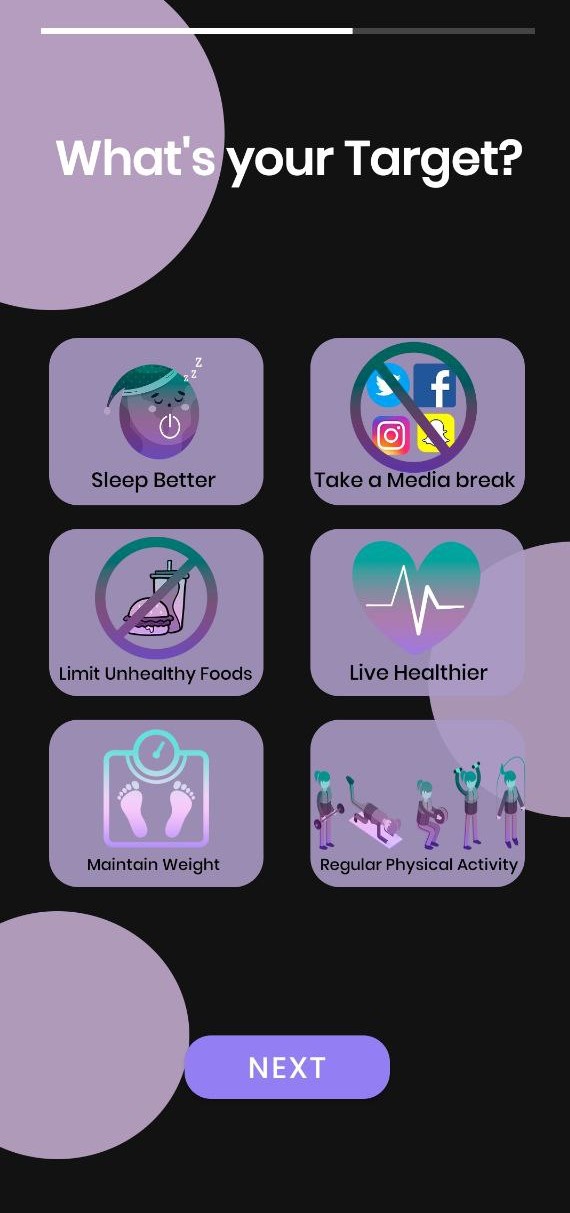 What's your Target?
z z Z
Sleep Better
f
Take a Media break
Limit Unhealthy Foods
Live Healthier
Maintain Weight
Regular Physical Activity
NEXT